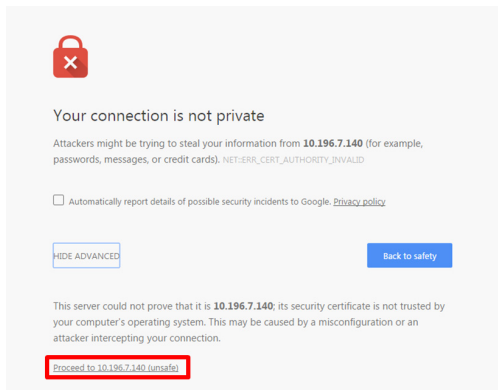 Your connection is not private
Attackers might be trying to steal your information from 10.196.7.140 (for example,
passwords, messages, or credit cards). NET::ERR_CERT_AUTHORITY_INVALID
Automatically report details of possible security incidents to Google. Privacy policy
HIDE ADVANCED
Back to safety
This server could not prove that it is 10.196.7.140; its security certificate is not trusted by
your computer's operating system. This may be caused by a misconfiguration or an
attacker intercepting your connection.
Proceed to 10.196.7.140 (unsafe)